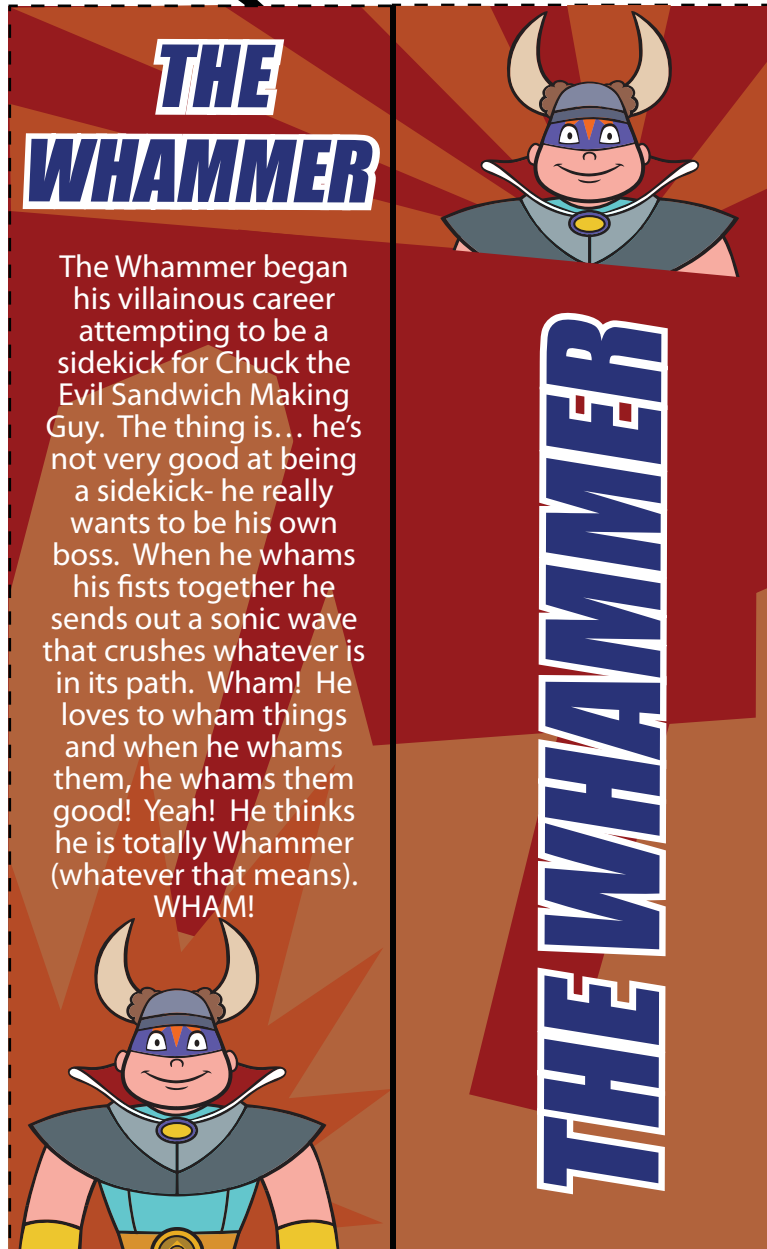 THE
WHAMMER
The Whammer began
his villainous career
attempting to be a
sidekick for Chuck the
Evil Sandwich Making
Guy.  The thing is… he’s
not very good at being
a sidekick- he really
wants to be his own
boss.  When he whams
his fists together he
sends out a sonic wave
that crushes whatever is
in its path.  Wham!  He
loves to wham things
and when he whams
them, he whams them
good!  Yeah!  He thinks
he is totally Whammer
(whatever that means).
WHAM!
THE WHAMMER